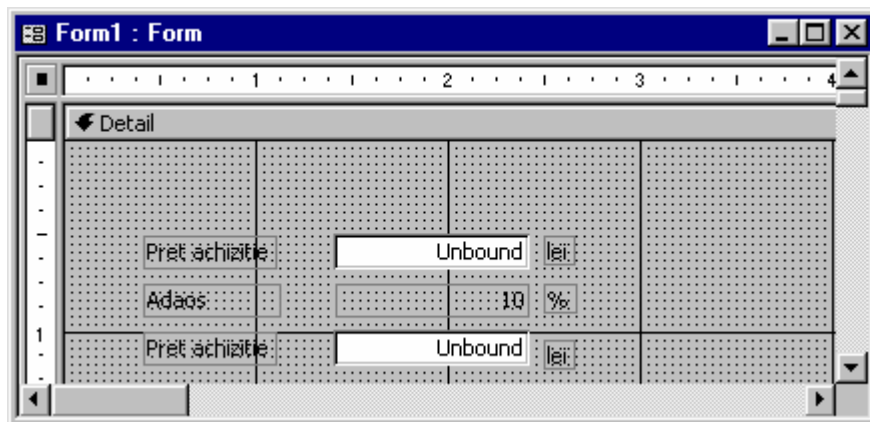 Form1 : Form
1 2 3 4
Detail
Pret achizitie: Unbound lei
Adaos: 10 %
1
Pret achizitie: Unbound lei